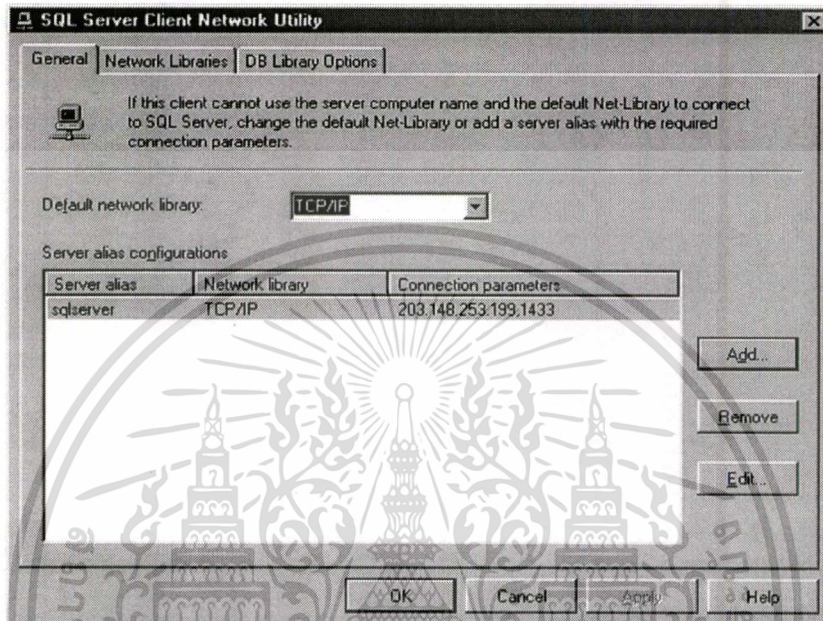 SQL Server Client Network Utility
General
Network Libraries
DB Library Options
If this client cannot use the server computer name and the default Net-Library to connect
to SQL Server, change the default Net-Library or add a server alias with the required
connection parameters.
Default network library:
TCP/IP
Server alias configurations
Server alias
Network library
Connection parameters
sqlserver
TCP/IP
203.148.253.199,1433
Add...
Remove
Edit...
OK
Cancel
Apply
Help